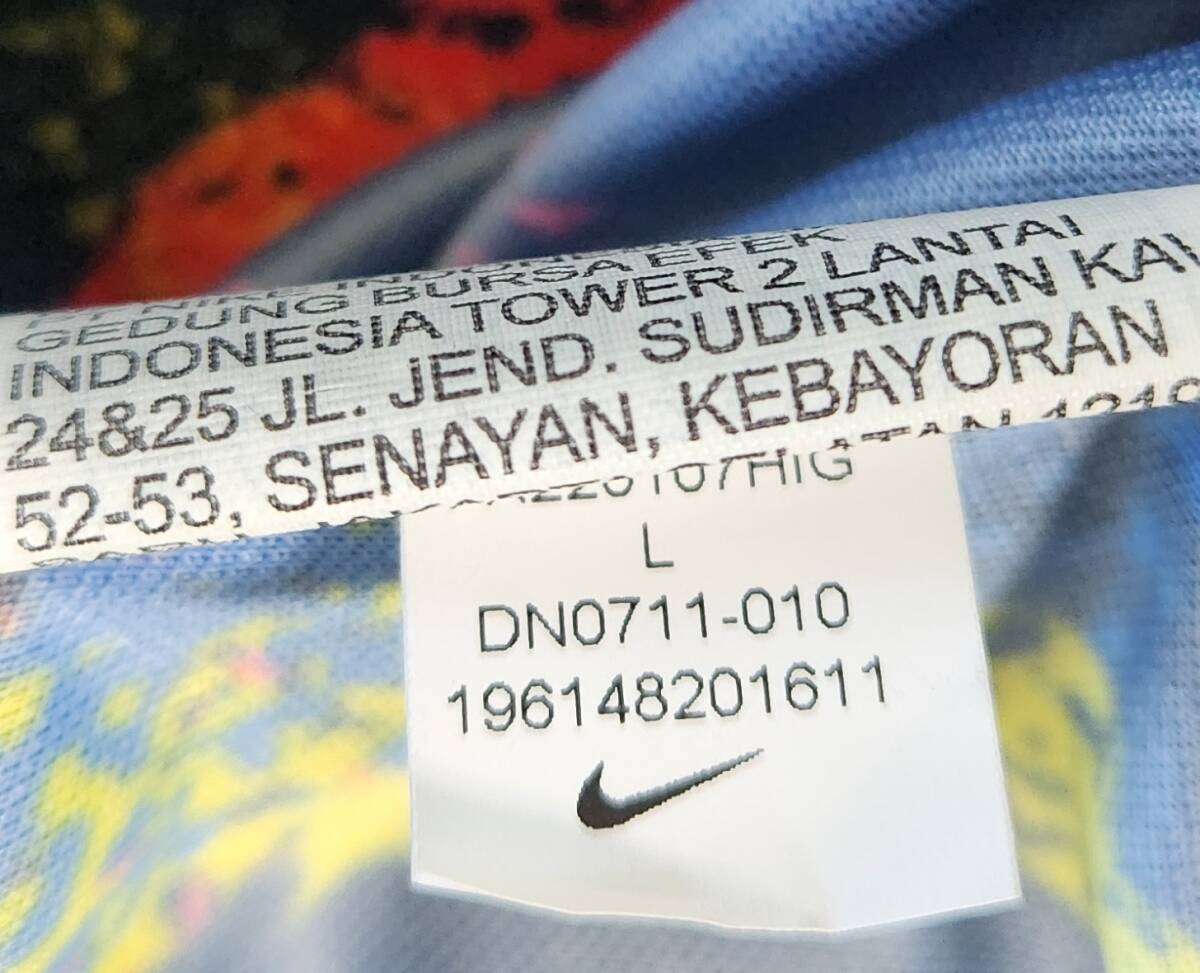 GEDUNG BURSA EFEK
INDONESIA TOWER 2 LANTAI
24&25 JL. JEND. SUDIRMAN KAV
52-53, SENAYAN, KEBAYORAN
L
DN0711-010
196148201611